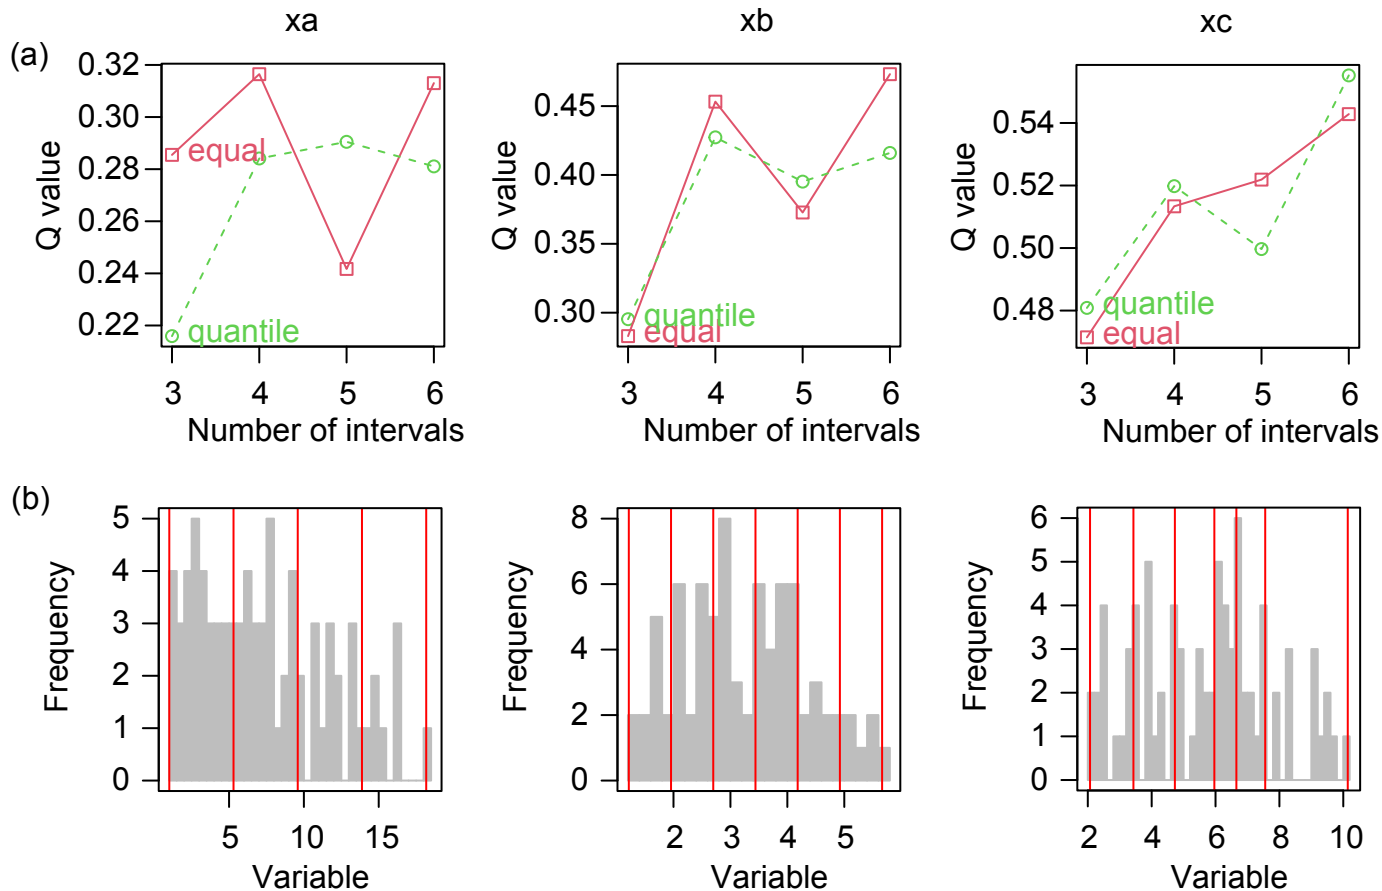 xa
xb
xc
(a)
0.32
0.30
0.28
0.26
0.24
0.22
Q value
equal
quantile
3 4 5 6
Number of intervals
0.45
0.40
0.35
0.30
Q value
quantile
equal
3 4 5 6
Number of intervals
0.54
0.52
0.50
0.48
Q value
quantile
equal
3 4 5 6
Number of intervals
(b)
5
4
3
2
1
0
Frequency
5 10 15
Variable
8
6
4
2
0
Frequency
2 3 4 5
Variable
6
5
4
3
2
1
0
Frequency
2 4 6 8 10
Variable